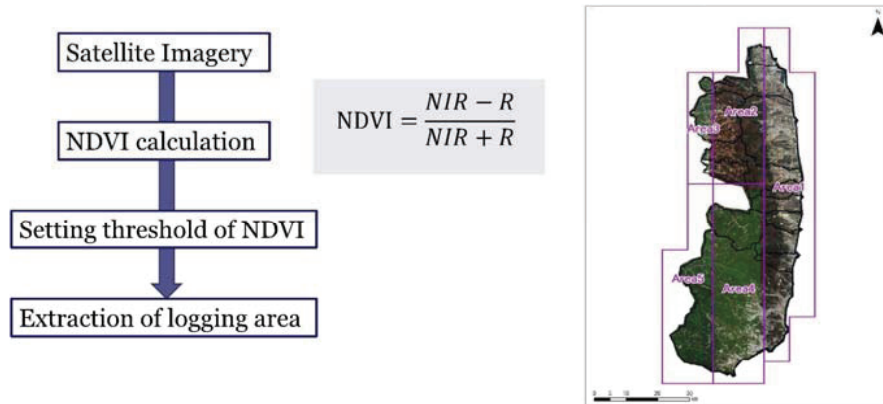 Satellite Imagery
NDVI calculation
Setting threshold of NDVI
Extraction of logging area
NDVI = (NIR − R) / (NIR + R)
N
Area2
Area3
Area1
Area5
Area4